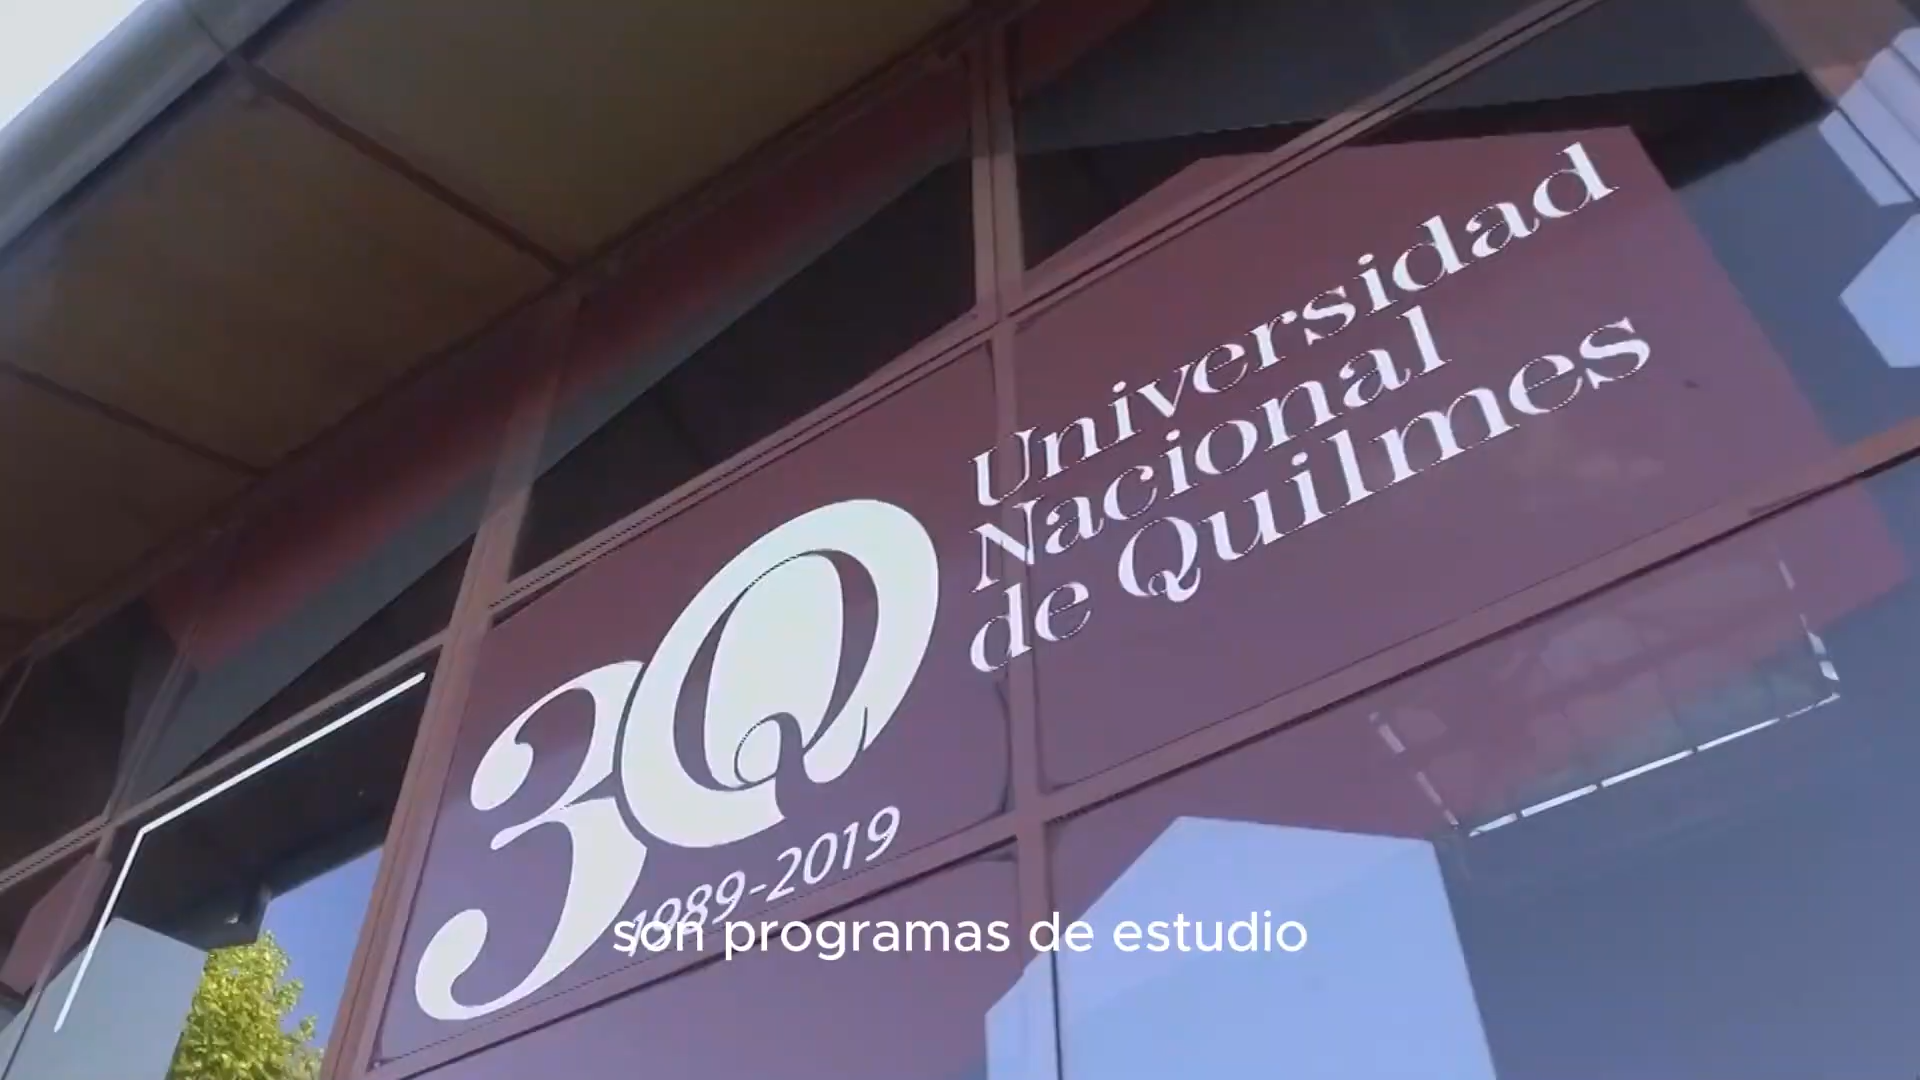 Universidad
Nacional
de Quilmes
30
1989-2019
son programas de estudio